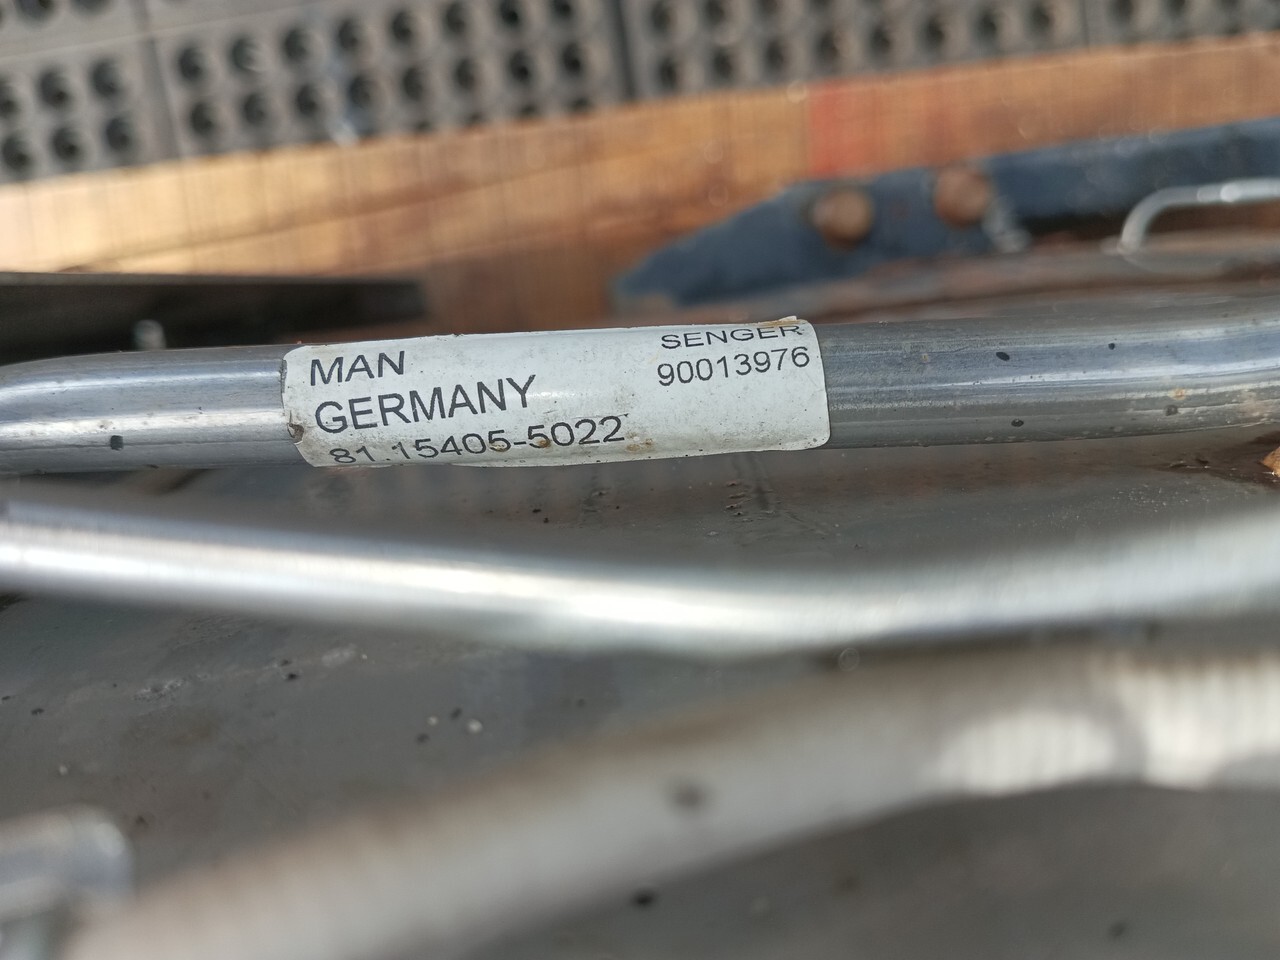 MAN
GERMANY
81.15405-5022
SENGER
90013976